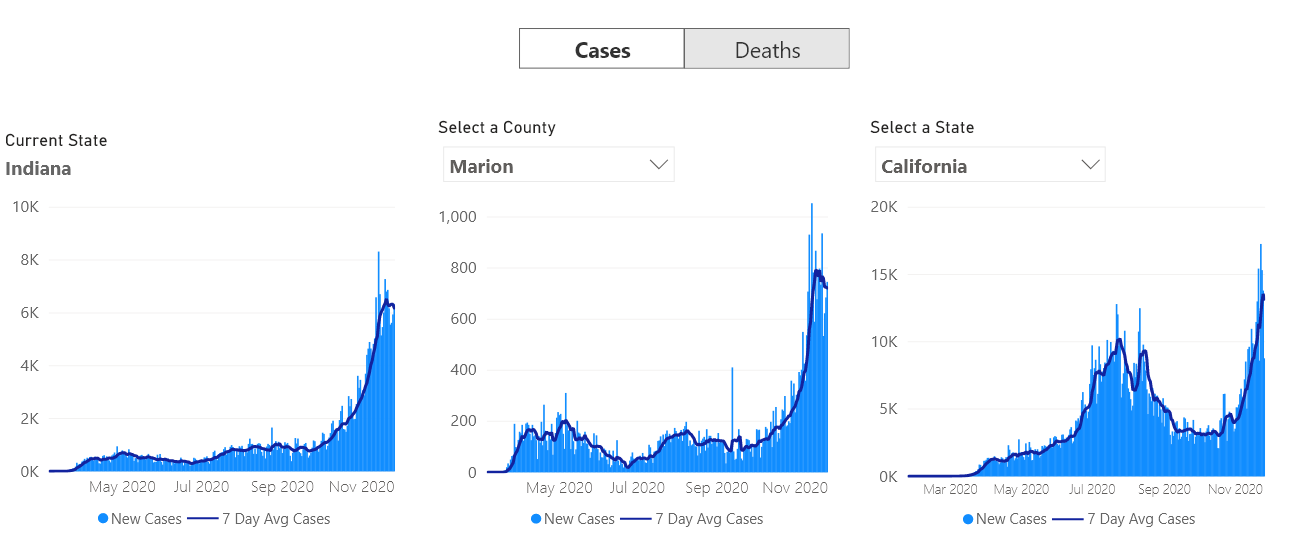 Cases Deaths
Current State
Indiana
10K
8K
6K
4K
2K
0K
May 2020 Jul 2020 Sep 2020 Nov 2020
New Cases 7 Day Avg Cases
Select a County
Marion
1,000
800
600
400
200
0
May 2020 Jul 2020 Sep 2020 Nov 2020
New Cases 7 Day Avg Cases
Select a State
California
20K
15K
10K
5K
0K
Mar 2020 May 2020 Jul 2020 Sep 2020 Nov 2020
New Cases 7 Day Avg Cases